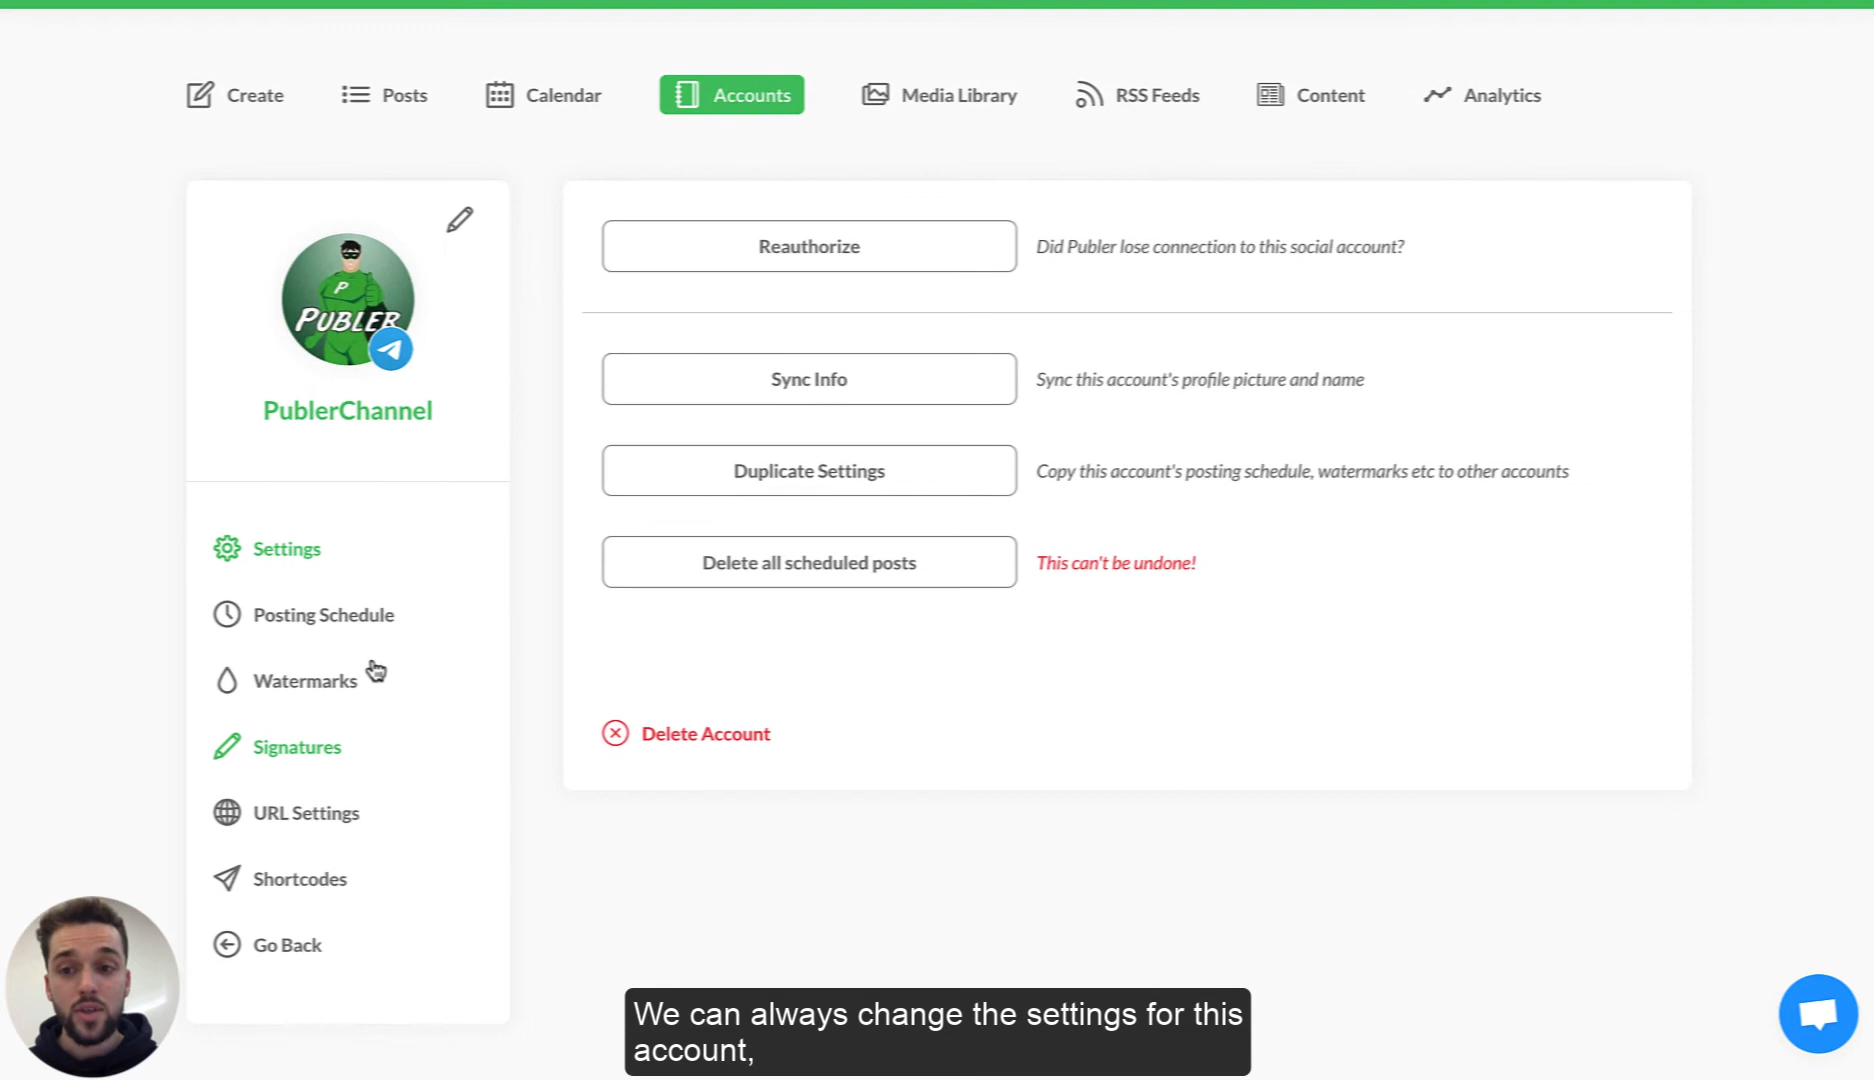 Create
Posts
Calendar
Accounts
Media Library
RSS Feeds
Content
Analytics
P
PUBLER
PublerChannel
Settings
Posting Schedule
Watermarks
Signatures
URL Settings
Shortcodes
Go Back
Reauthorize
Did Publer lose connection to this social account?
Sync Info
Sync this account's profile picture and name
Duplicate Settings
Copy this account's posting schedule, watermarks etc to other accounts
Delete all scheduled posts
This can't be undone!
Delete Account
We can always change the settings for this
account,